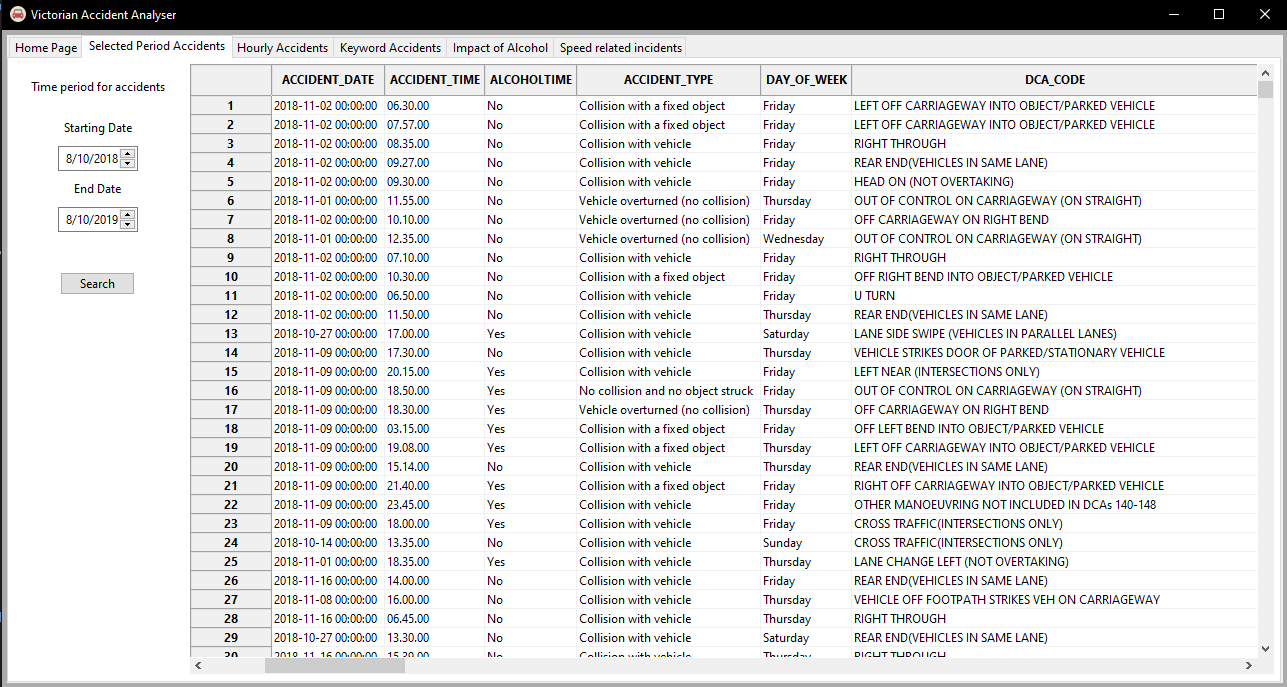 Victorian Accident Analyser
Home Page Selected Period Accidents Hourly Accidents Keyword Accidents Impact of Alcohol Speed related incidents
Time period for accidents
Starting Date
8/10/2018
End Date
8/10/2019
Search
ACCIDENT_DATE ACCIDENT_TIME ALCOHOLTIME ACCIDENT_TYPE DAY_OF_WEEK DCA_CODE
1 2018-11-02 00:00:00 06.30.00 No Collision with a fixed object Friday LEFT OFF CARRIAGEWAY INTO OBJECT/PARKED VEHICLE
2 2018-11-02 00:00:00 07.57.00 No Collision with a fixed object Friday LEFT OFF CARRIAGEWAY INTO OBJECT/PARKED VEHICLE
3 2018-11-02 00:00:00 08.35.00 No Collision with vehicle Friday RIGHT THROUGH
4 2018-11-02 00:00:00 09.27.00 No Collision with vehicle Friday REAR END(VEHICLES IN SAME LANE)
5 2018-11-02 00:00:00 09.30.00 No Collision with vehicle Friday HEAD ON (NOT OVERTAKING)
6 2018-11-01 00:00:00 11.55.00 No Vehicle overturned (no collision) Thursday OUT OF CONTROL ON CARRIAGEWAY (ON STRAIGHT)
7 2018-11-02 00:00:00 10.10.00 No Vehicle overturned (no collision) Friday OFF CARRIAGEWAY ON RIGHT BEND
8 2018-11-01 00:00:00 12.35.00 No Vehicle overturned (no collision) Wednesday OUT OF CONTROL ON CARRIAGEWAY (ON STRAIGHT)
9 2018-11-02 00:00:00 07.10.00 No Collision with vehicle Friday RIGHT THROUGH
10 2018-11-02 00:00:00 10.30.00 No Collision with a fixed object Friday OFF RIGHT BEND INTO OBJECT/PARKED VEHICLE
11 2018-11-02 00:00:00 06.50.00 No Collision with vehicle Friday U TURN
12 2018-11-02 00:00:00 11.50.00 No Collision with vehicle Thursday REAR END(VEHICLES IN SAME LANE)
13 2018-10-27 00:00:00 17.00.00 Yes Collision with vehicle Saturday LANE SIDE SWIPE (VEHICLES IN PARALLEL LANES)
14 2018-11-09 00:00:00 17.30.00 No Collision with vehicle Thursday VEHICLE STRIKES DOOR OF PARKED/STATIONARY VEHICLE
15 2018-11-09 00:00:00 20.15.00 Yes Collision with vehicle Friday LEFT NEAR (INTERSECTIONS ONLY)
16 2018-11-09 00:00:00 18.50.00 Yes No collision and no object struck Friday OUT OF CONTROL ON CARRIAGEWAY (ON STRAIGHT)
17 2018-11-09 00:00:00 18.30.00 Yes Vehicle overturned (no collision) Thursday OFF CARRIAGEWAY ON RIGHT BEND
18 2018-11-09 00:00:00 03.15.00 Yes Collision with a fixed object Friday OFF LEFT BEND INTO OBJECT/PARKED VEHICLE
19 2018-11-09 00:00:00 19.08.00 Yes Collision with a fixed object Thursday LEFT OFF CARRIAGEWAY INTO OBJECT/PARKED VEHICLE
20 2018-11-09 00:00:00 15.14.00 No Collision with vehicle Thursday REAR END(VEHICLES IN SAME LANE)
21 2018-11-09 00:00:00 21.40.00 Yes Collision with a fixed object Friday RIGHT OFF CARRIAGEWAY INTO OBJECT/PARKED VEHICLE
22 2018-11-09 00:00:00 23.45.00 Yes Collision with vehicle Friday OTHER MANOEUVRING NOT INCLUDED IN DCAs 140-148
23 2018-11-09 00:00:00 18.00.00 Yes Collision with vehicle Friday CROSS TRAFFIC(INTERSECTIONS ONLY)
24 2018-10-14 00:00:00 13.35.00 No Collision with vehicle Sunday CROSS TRAFFIC(INTERSECTIONS ONLY)
25 2018-11-01 00:00:00 18.35.00 Yes Collision with vehicle Thursday LANE CHANGE LEFT (NOT OVERTAKING)
26 2018-11-16 00:00:00 14.00.00 No Collision with vehicle Friday REAR END(VEHICLES IN SAME LANE)
27 2018-11-08 00:00:00 16.00.00 No Collision with vehicle Thursday VEHICLE OFF FOOTPATH STRIKES VEH ON CARRIAGEWAY
28 2018-11-16 00:00:00 06.45.00 No Collision with vehicle Thursday RIGHT THROUGH
29 2018-10-27 00:00:00 13.30.00 No Collision with vehicle Saturday REAR END(VEHICLES IN SAME LANE)
30 2018-11-16 00:00:00 15.39.00 No Collision with vehicle Thursday RIGHT THROUGH